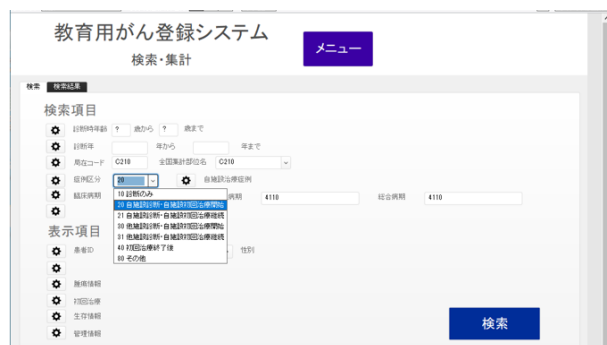 教育用がん登録システム
検索・集計
メニュー
検索 検索結果
検索項目
診断時年齢 ? 歳から ? 歳まで
診断年 年から 年まで
局在コード C210 全国集計部位名 C210
症例区分 20 自施設治療症例
10 診断のみ
20 自施設診断・自施設初回治療開始
21 自施設診断・自施設初回治療継続
30 他施設診断・自施設初回治療開始
31 他施設診断・自施設初回治療継続
40 初回治療終了後
80 その他
臨床病期 病期 4110 総合病期 4110
表示項目
患者ID 性別
腫瘍情報
初回治療
生存情報
管理情報
検索